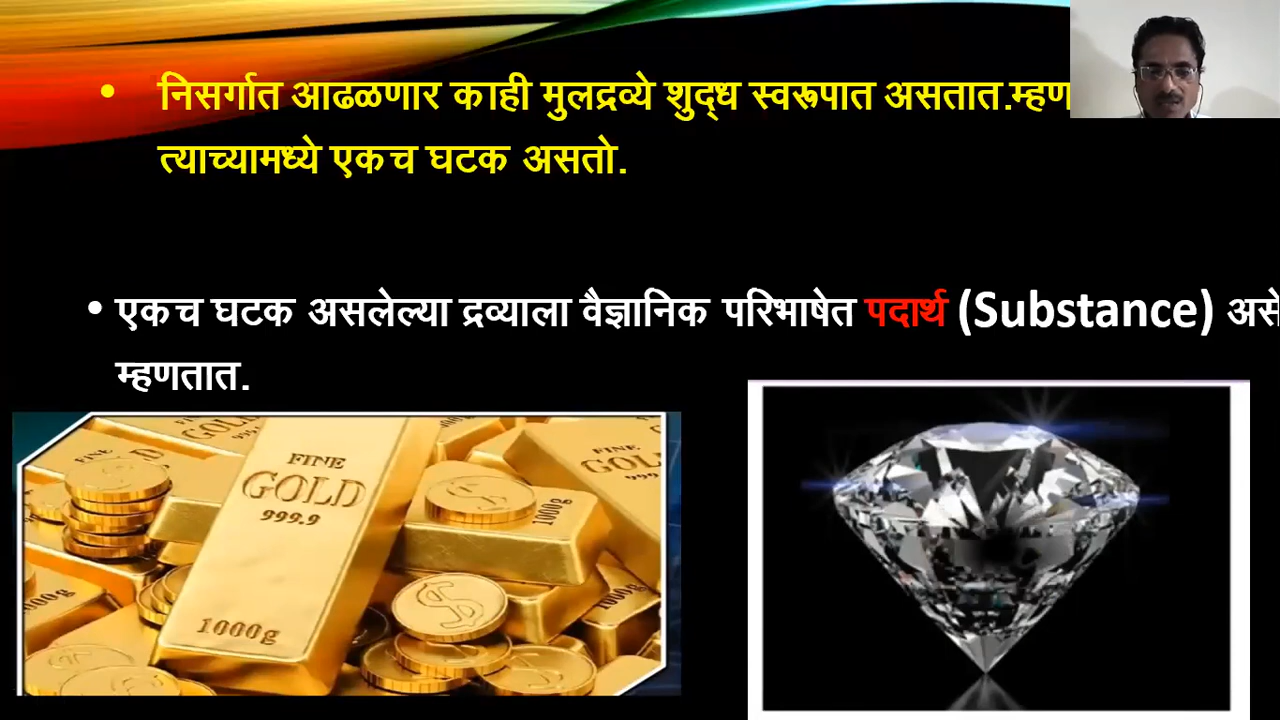 • निसर्गात आढळणार काही मुलद्रव्ये शुद्ध स्वरूपात असतात.म्हण
त्याच्यामध्ये एकच घटक असतो.
• एकच घटक असलेल्या द्रव्याला वैज्ञानिक परिभाषेत पदार्थ (Substance) असे
म्हणतात.
FINE
GOLD
999.9
1000g
1000g
FINE